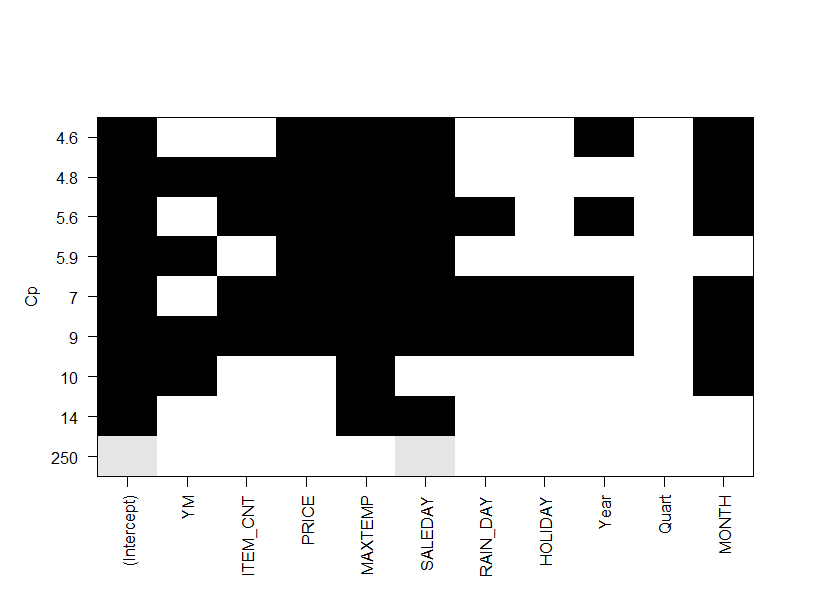 4.6
4.8
5.6
5.9
7
9
10
14
250
Cp
(Intercept)
YM
ITEM_CNT
PRICE
MAXTEMP
SALEDAY
RAIN_DAY
HOLIDAY
Year
Quart
MONTH